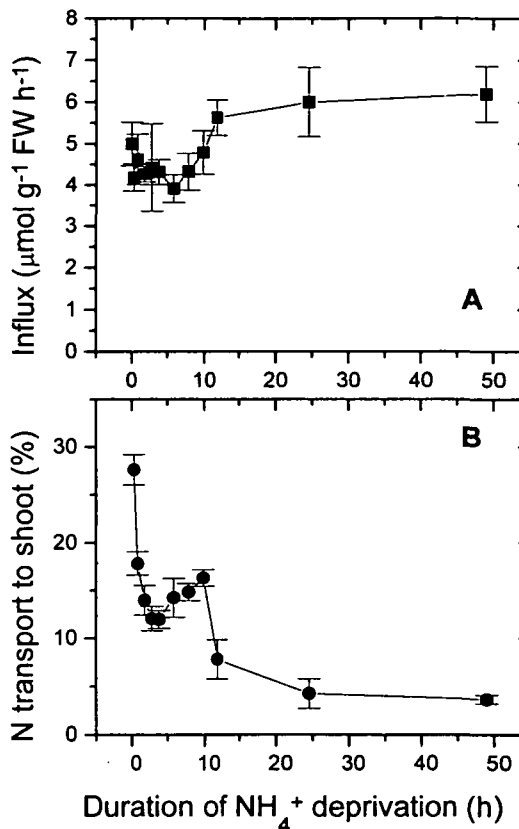 8
7
6
5
4
3
2
1
0
Influx (µmol g⁻¹ FW h⁻¹)
A
0 10 20 30 40 50
30
20
10
0
N transport to shoot (%)
B
0 10 20 30 40 50
Duration of NH₄⁺ deprivation (h)